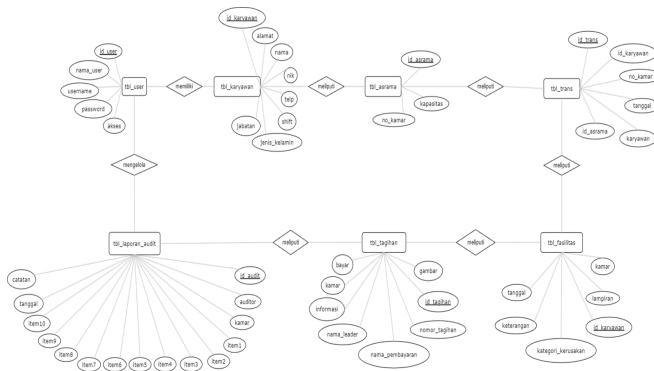 id_karyawan
alamat
nama
nik
telp
shift
jenis_kelamin
jabatan
id_user
nama_user
username
password
akses
tbl_user
memiliki
tbl_karyawan
meliputi
id_asrama
tbl_asrama
kapasitas
no_kamar
meliputi
id_trans
id_karyawan
no_kamar
tanggal
karyawan
id_asrama
tbl_trans
mengelola
meliputi
tbl_laporan_audit
meliputi
tbl_tagihan
meliputi
tbl_fasilitas
catatan
tanggal
item10
item9
item8
item7
item6
item5
item4
item3
item2
item1
kamar
auditor
id_audit
bayar
kamar
informasi
nama_leader
nama_pembayaran
nomor_tagihan
id_tagihan
gambar
tanggal
keterangan
kategori_kerusakan
id_karyawan
lampiran
kamar